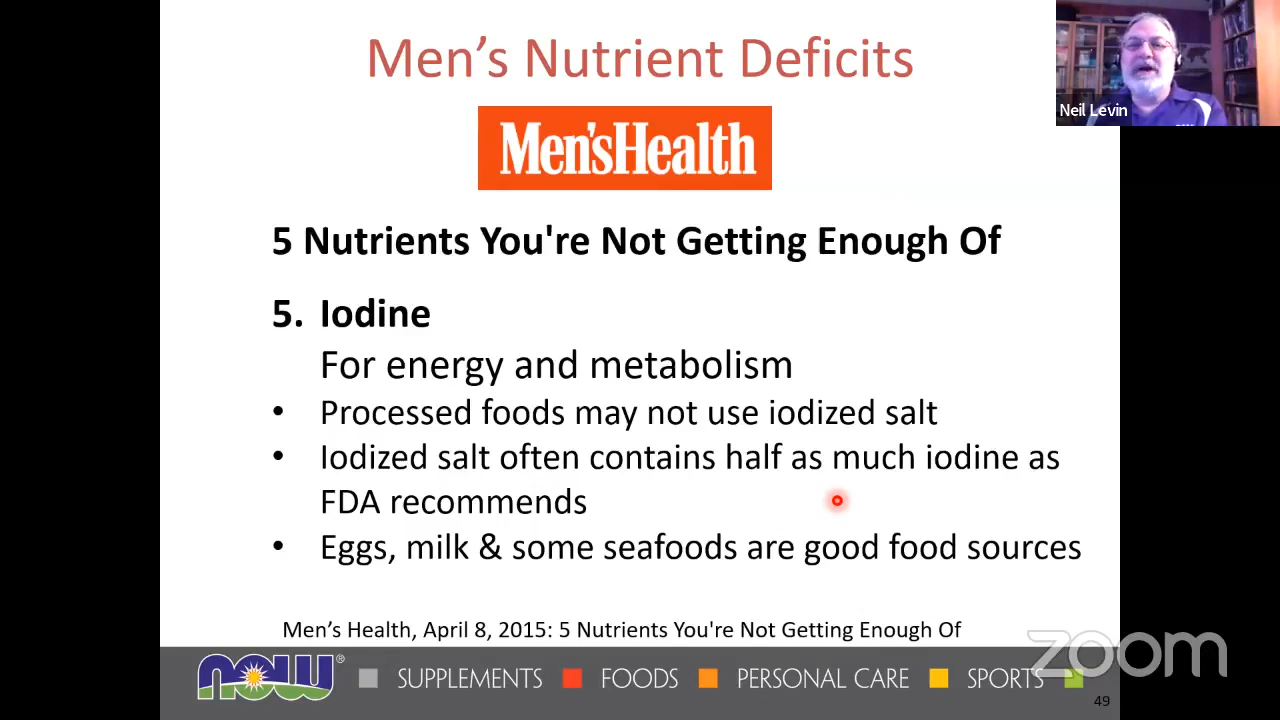 Men's Nutrient Deficits
Neil Levin
Men'sHealth
5 Nutrients You're Not Getting Enough Of
5. Iodine
For energy and metabolism
• Processed foods may not use iodized salt
• Iodized salt often contains half as much iodine as
FDA recommends
• Eggs, milk & some seafoods are good food sources
Men's Health, April 8, 2015: 5 Nutrients You're Not Getting Enough Of
NOW® SUPPLEMENTS FOODS PERSONAL CARE SPORTS
zoom
49